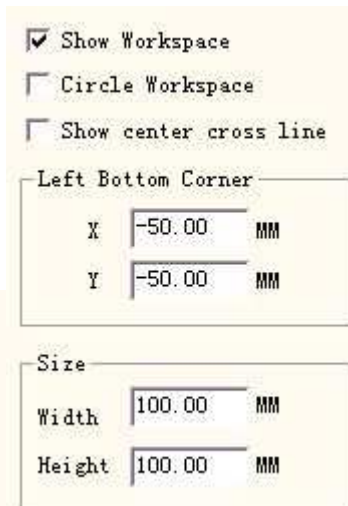 Show Workspace
Circle Workspace
Show center cross line
Left Bottom Corner
X -50.00 MM
Y -50.00 MM
Size
Width 100.00 MM
Height 100.00 MM